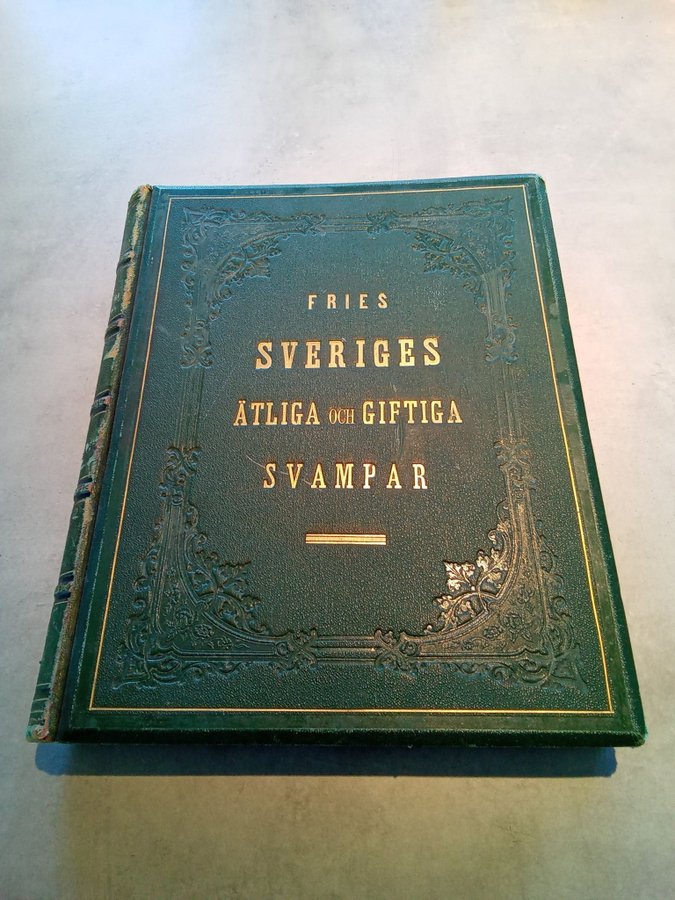 FRIES
SVERIGES
ÄTLIGA OCH GIFTIGA
SVAMPAR